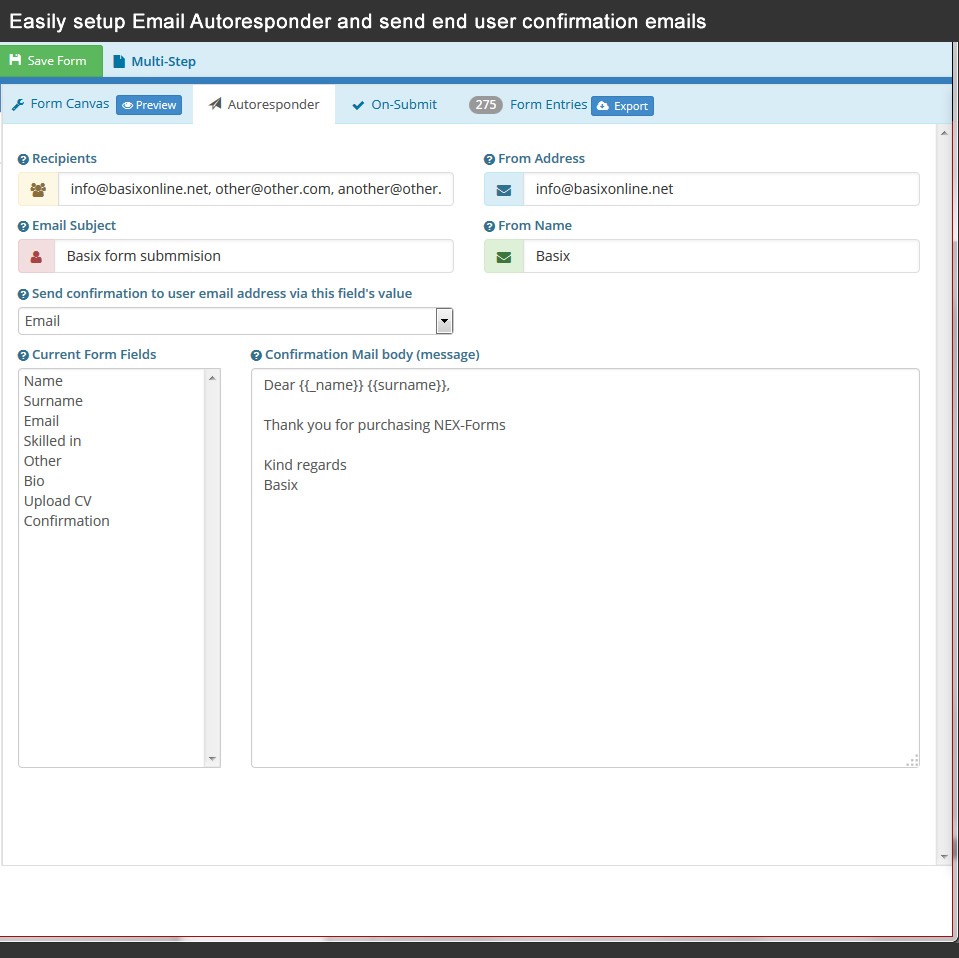 Easily setup Email Autoresponder and send end user confirmation emails
Save Form Multi-Step
Form Canvas Preview Autoresponder On-Submit 275 Form Entries Export
Recipients From Address
info@basixonline.net, other@other.com, another@other. info@basixonline.net
Email Subject From Name
Basix form submmision Basix
Send confirmation to user email address via this field's value
Email
Current Form Fields Confirmation Mail body (message)
Name
Surname
Email
Skilled in
Other
Bio
Upload CV
Confirmation
Dear {{_name}} {{surname}},
Thank you for purchasing NEX-Forms
Kind regards
Basix